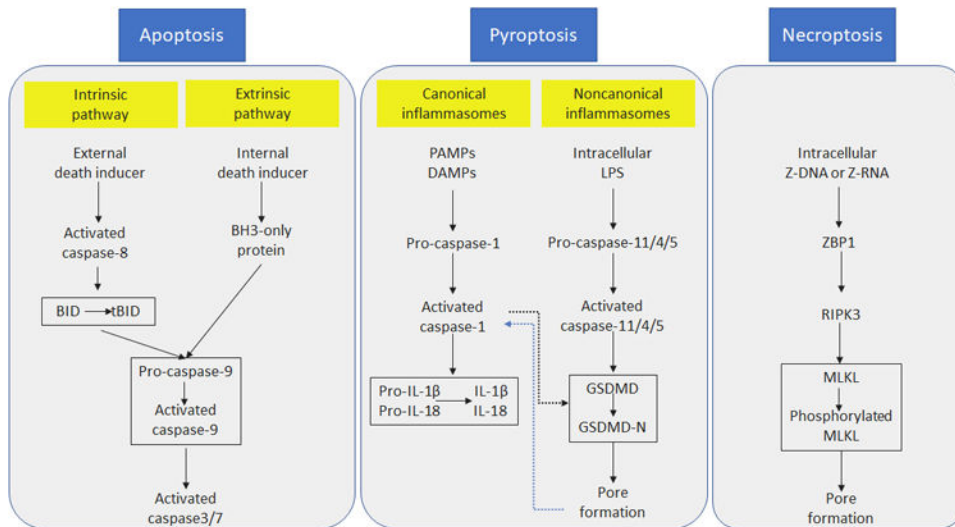 Apoptosis
Intrinsic
pathway
Extrinsic
pathway
External
death inducer
Internal
death inducer
Activated
caspase-8
BH3-only
protein
BID tBID
Pro-caspase-9
Activated
caspase-9
Activated
caspase3/7
Pyroptosis
Canonical
inflammasomes
Noncanonical
inflammasomes
PAMPs
DAMPs
Intracellular
LPS
Pro-caspase-1
Pro-caspase-11/4/5
Activated
caspase-1
Activated
caspase-11/4/5
Pro-IL-1β IL-1β
Pro-IL-18 IL-18
GSDMD
GSDMD-N
Pore
formation
Necroptosis
Intracellular
Z-DNA or Z-RNA
ZBP1
RIPK3
MLKL
Phosphorylated
MLKL
Pore
formation